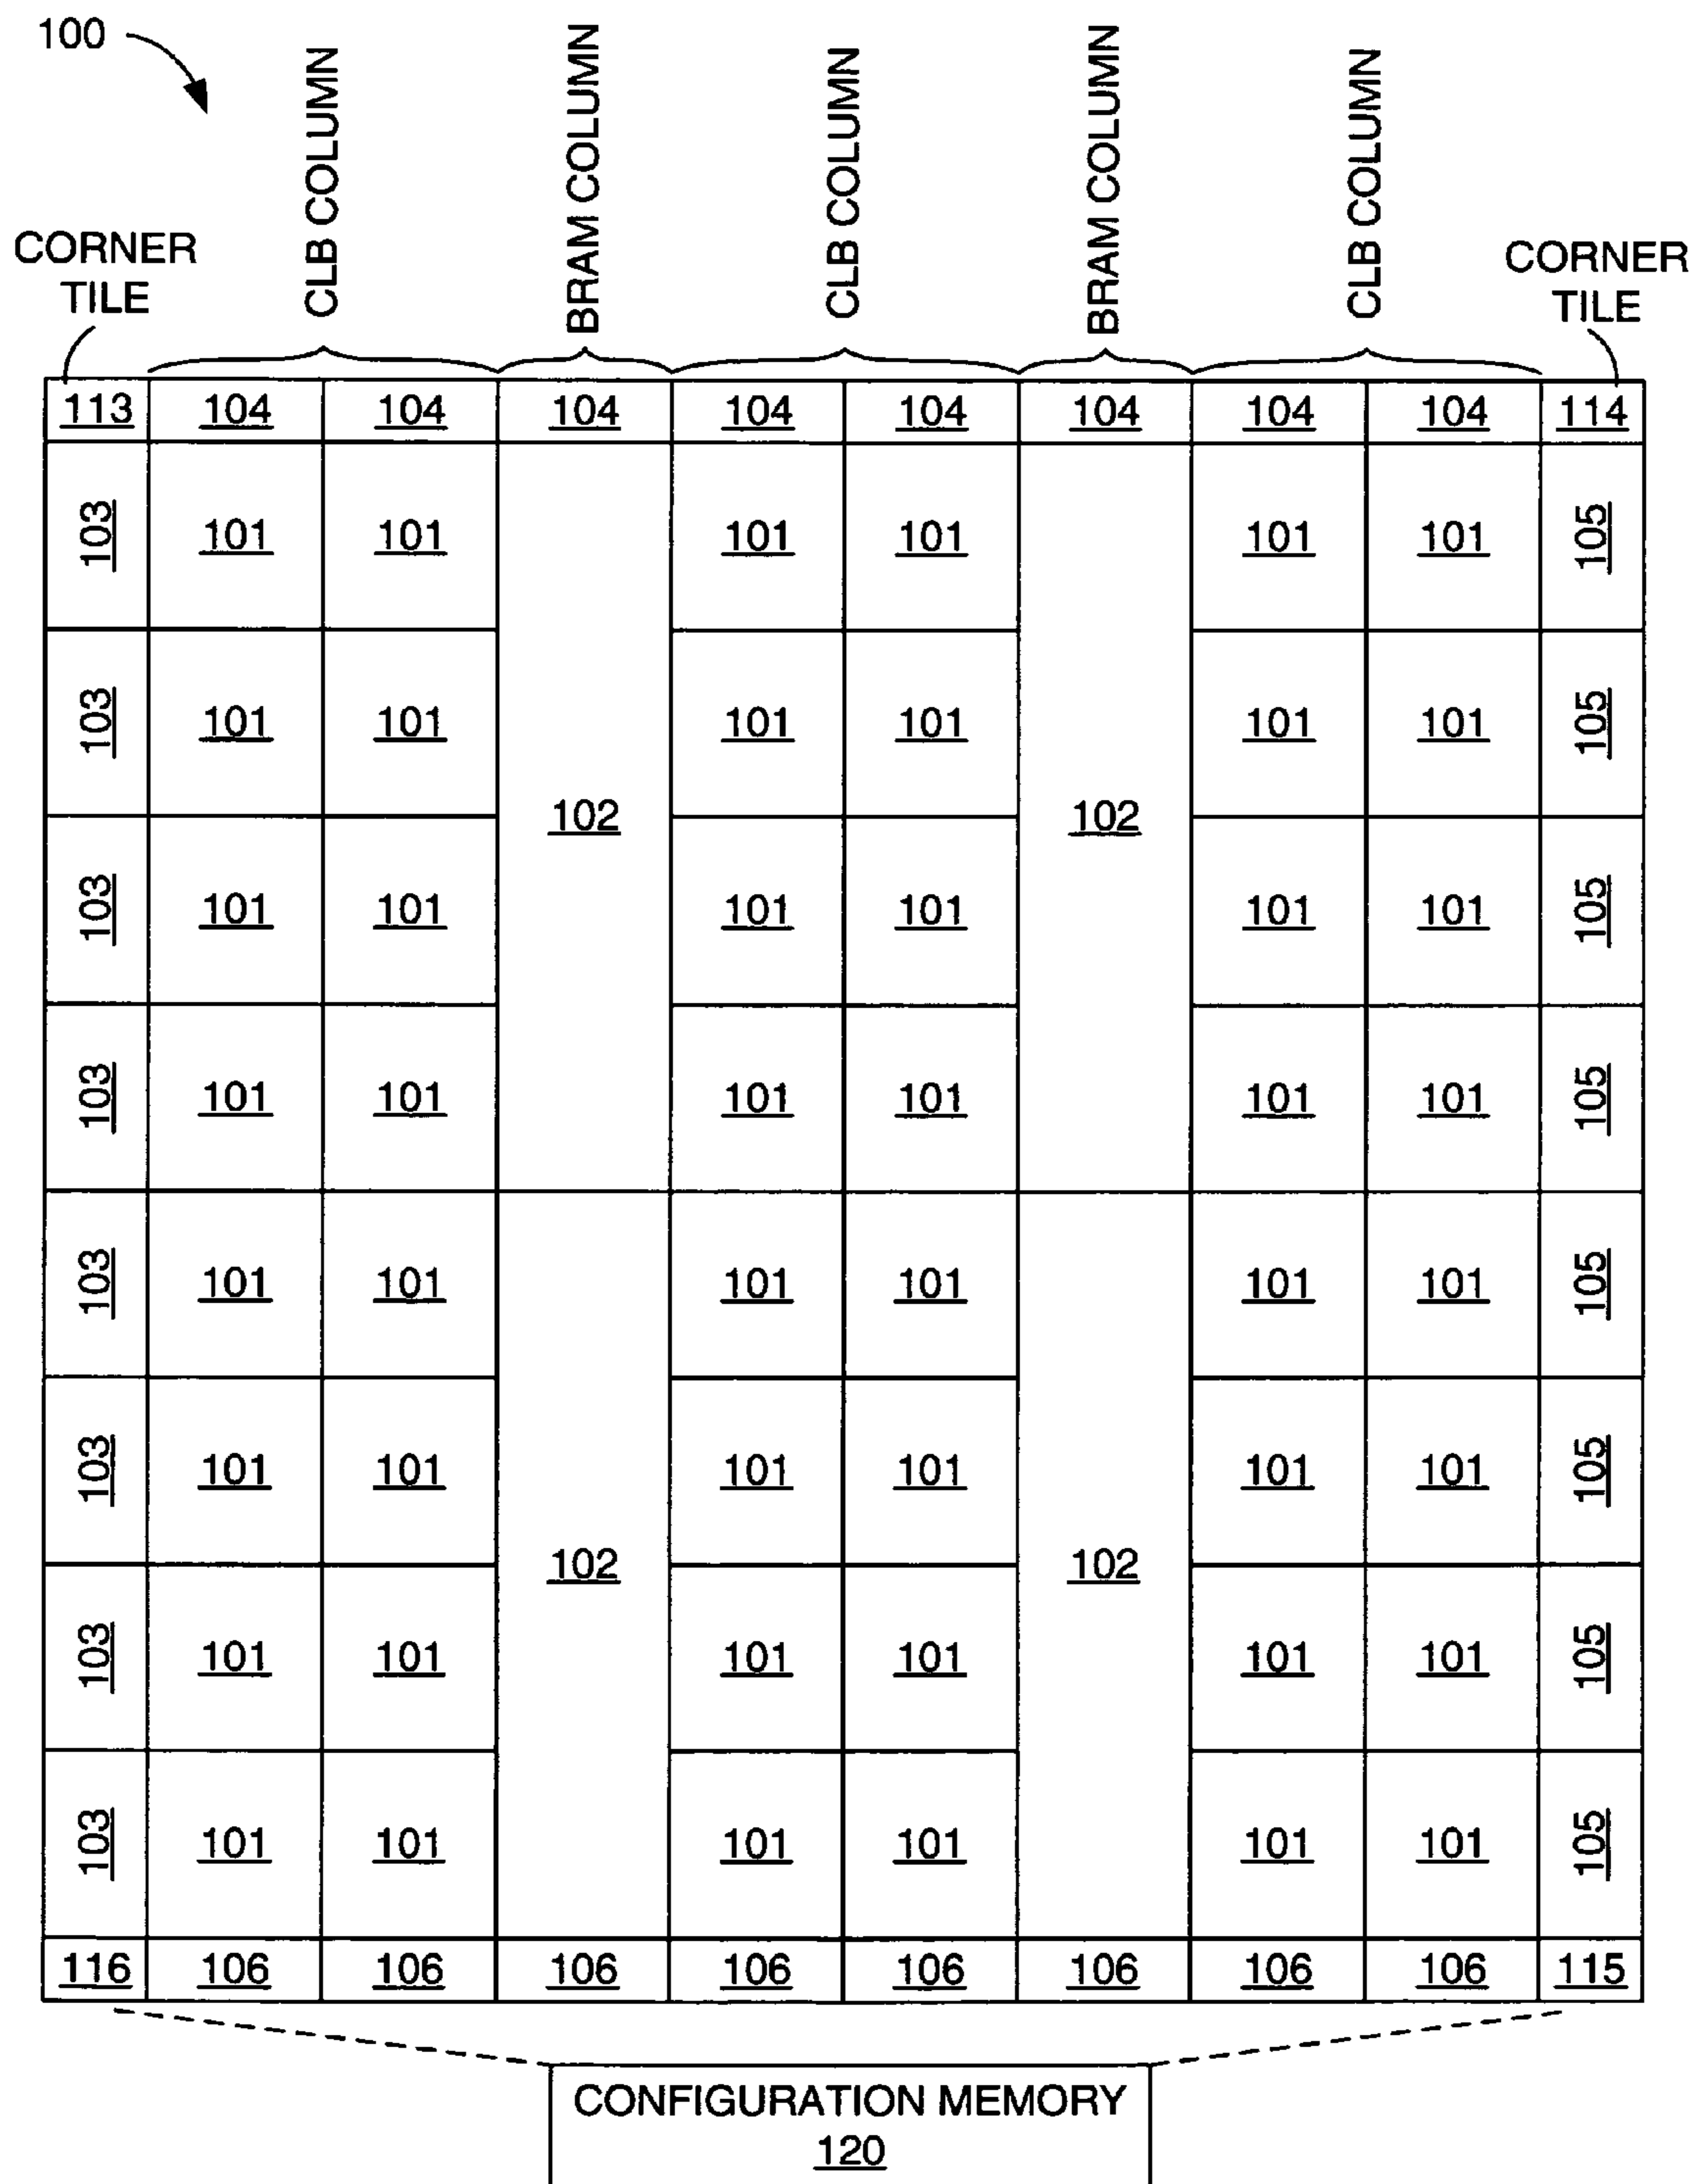 100
CLB COLUMN
BRAM COLUMN
CLB COLUMN
BRAM COLUMN
CLB COLUMN
CORNER
TILE
CORNER
TILE
113 104 104 104 104 104 104 104 104 114
103 101 101 101 101 101 101 105
103 101 101 101 101 101 101 105
102 102
103 101 101 101 101 101 101 105
103 101 101 101 101 101 101 105
103 101 101 101 101 101 101 105
103 101 101 101 101 101 101 105
102 102
103 101 101 101 101 101 101 105
103 101 101 101 101 101 101 105
116 106 106 106 106 106 106 106 106 115
CONFIGURATION MEMORY
120